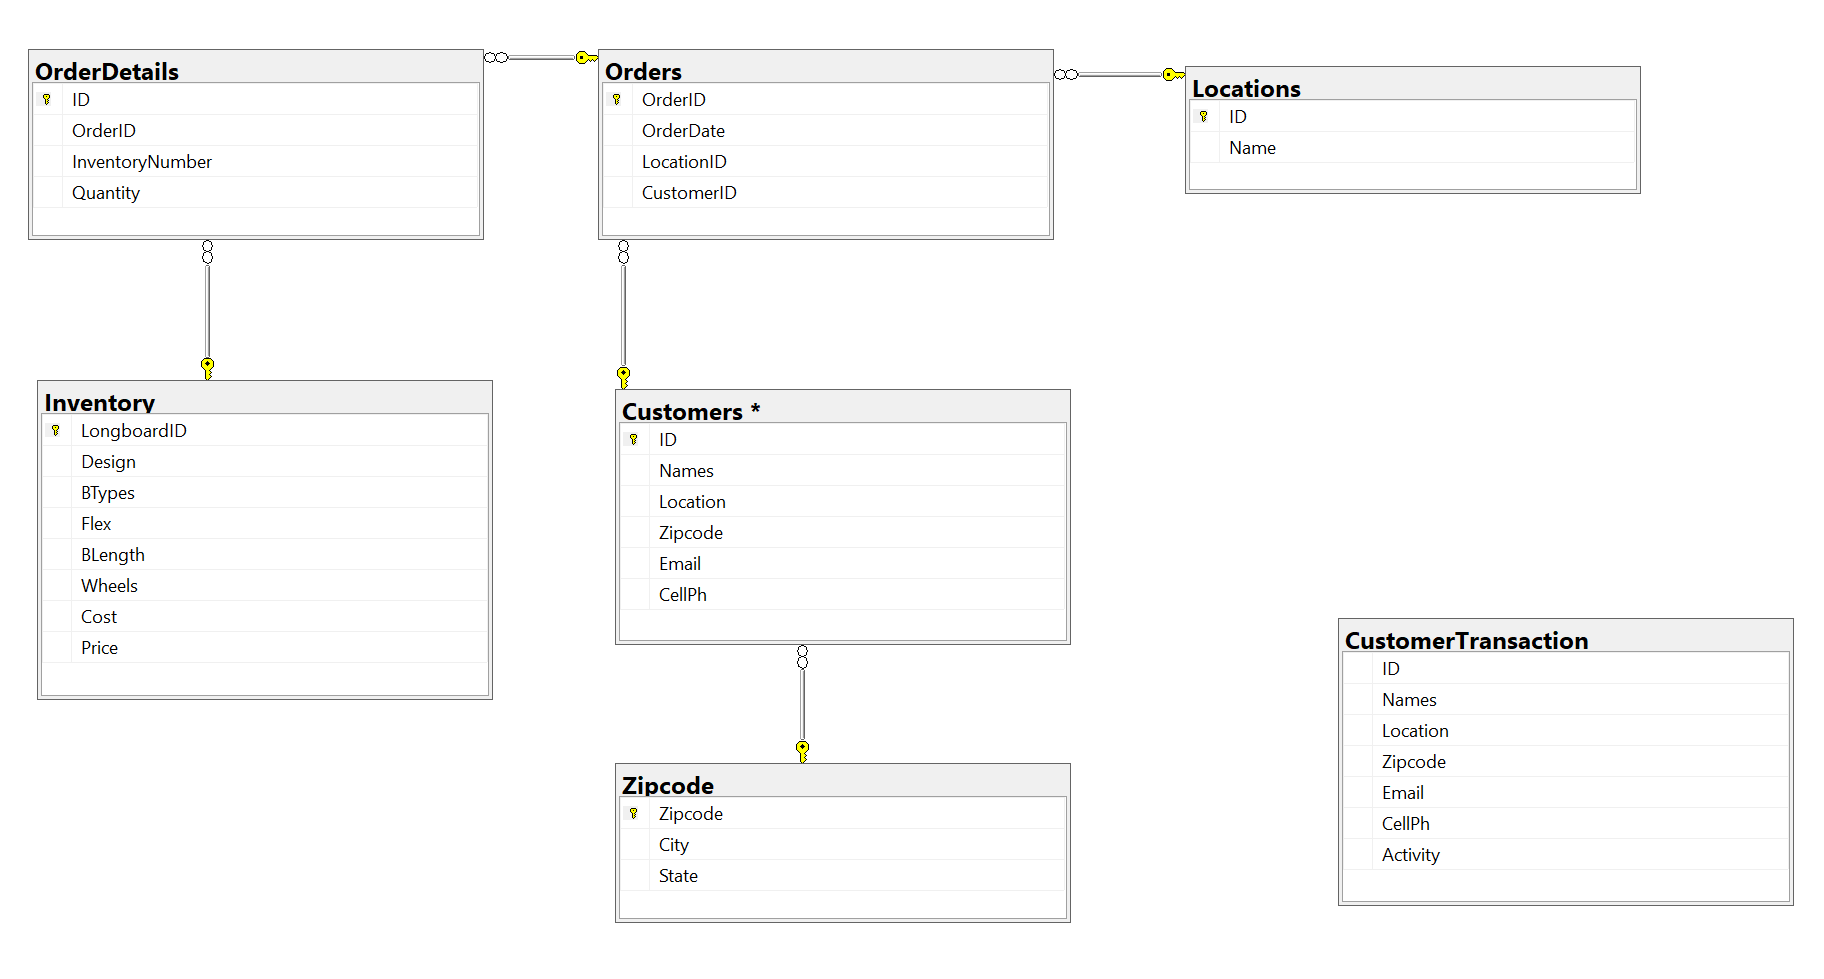 OrderDetails
ID
OrderID
InventoryNumber
Quantity
Orders
OrderID
OrderDate
LocationID
CustomerID
Locations
ID
Name
Inventory
LongboardID
Design
BTypes
Flex
BLength
Wheels
Cost
Price
Customers *
ID
Names
Location
Zipcode
Email
CellPh
Zipcode
Zipcode
City
State
CustomerTransaction
ID
Names
Location
Zipcode
Email
CellPh
Activity